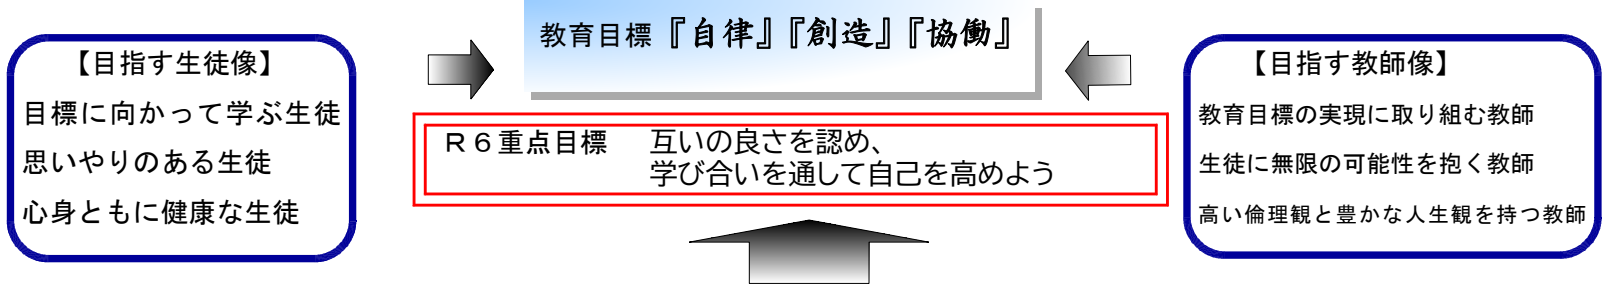 教育目標『自律』『創造』『協働』
【目指す生徒像】
目標に向かって学ぶ生徒
思いやりのある生徒
心身ともに健康な生徒
R6重点目標 互いの良さを認め、
学び合いを通して自己を高めよう
【目指す教師像】
教育目標の実現に取り組む教師
生徒に無限の可能性を抱く教師
高い倫理観と豊かな人生観を持つ教師